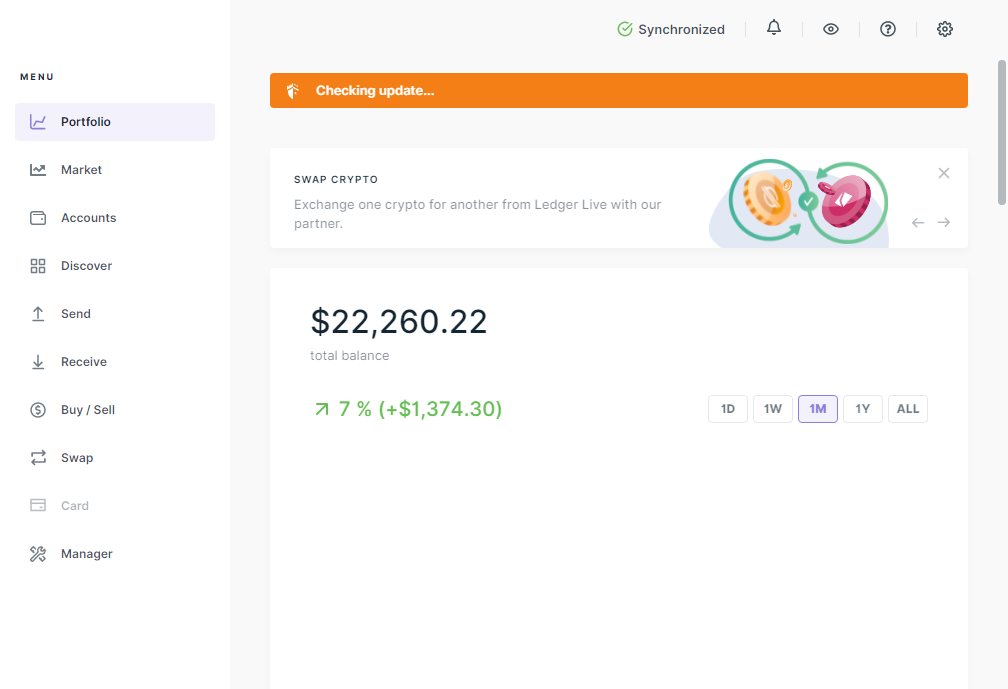 Synchronized
MENU
Checking update...
Portfolio
Market
SWAP CRYPTO
Exchange one crypto for another from Ledger Live with our
partner.
Accounts
Discover
Send
$22,260.22
total balance
Receive
Buy / Sell
7 % (+$1,374.30)
1D 1W 1M 1Y ALL
Swap
Card
Manager